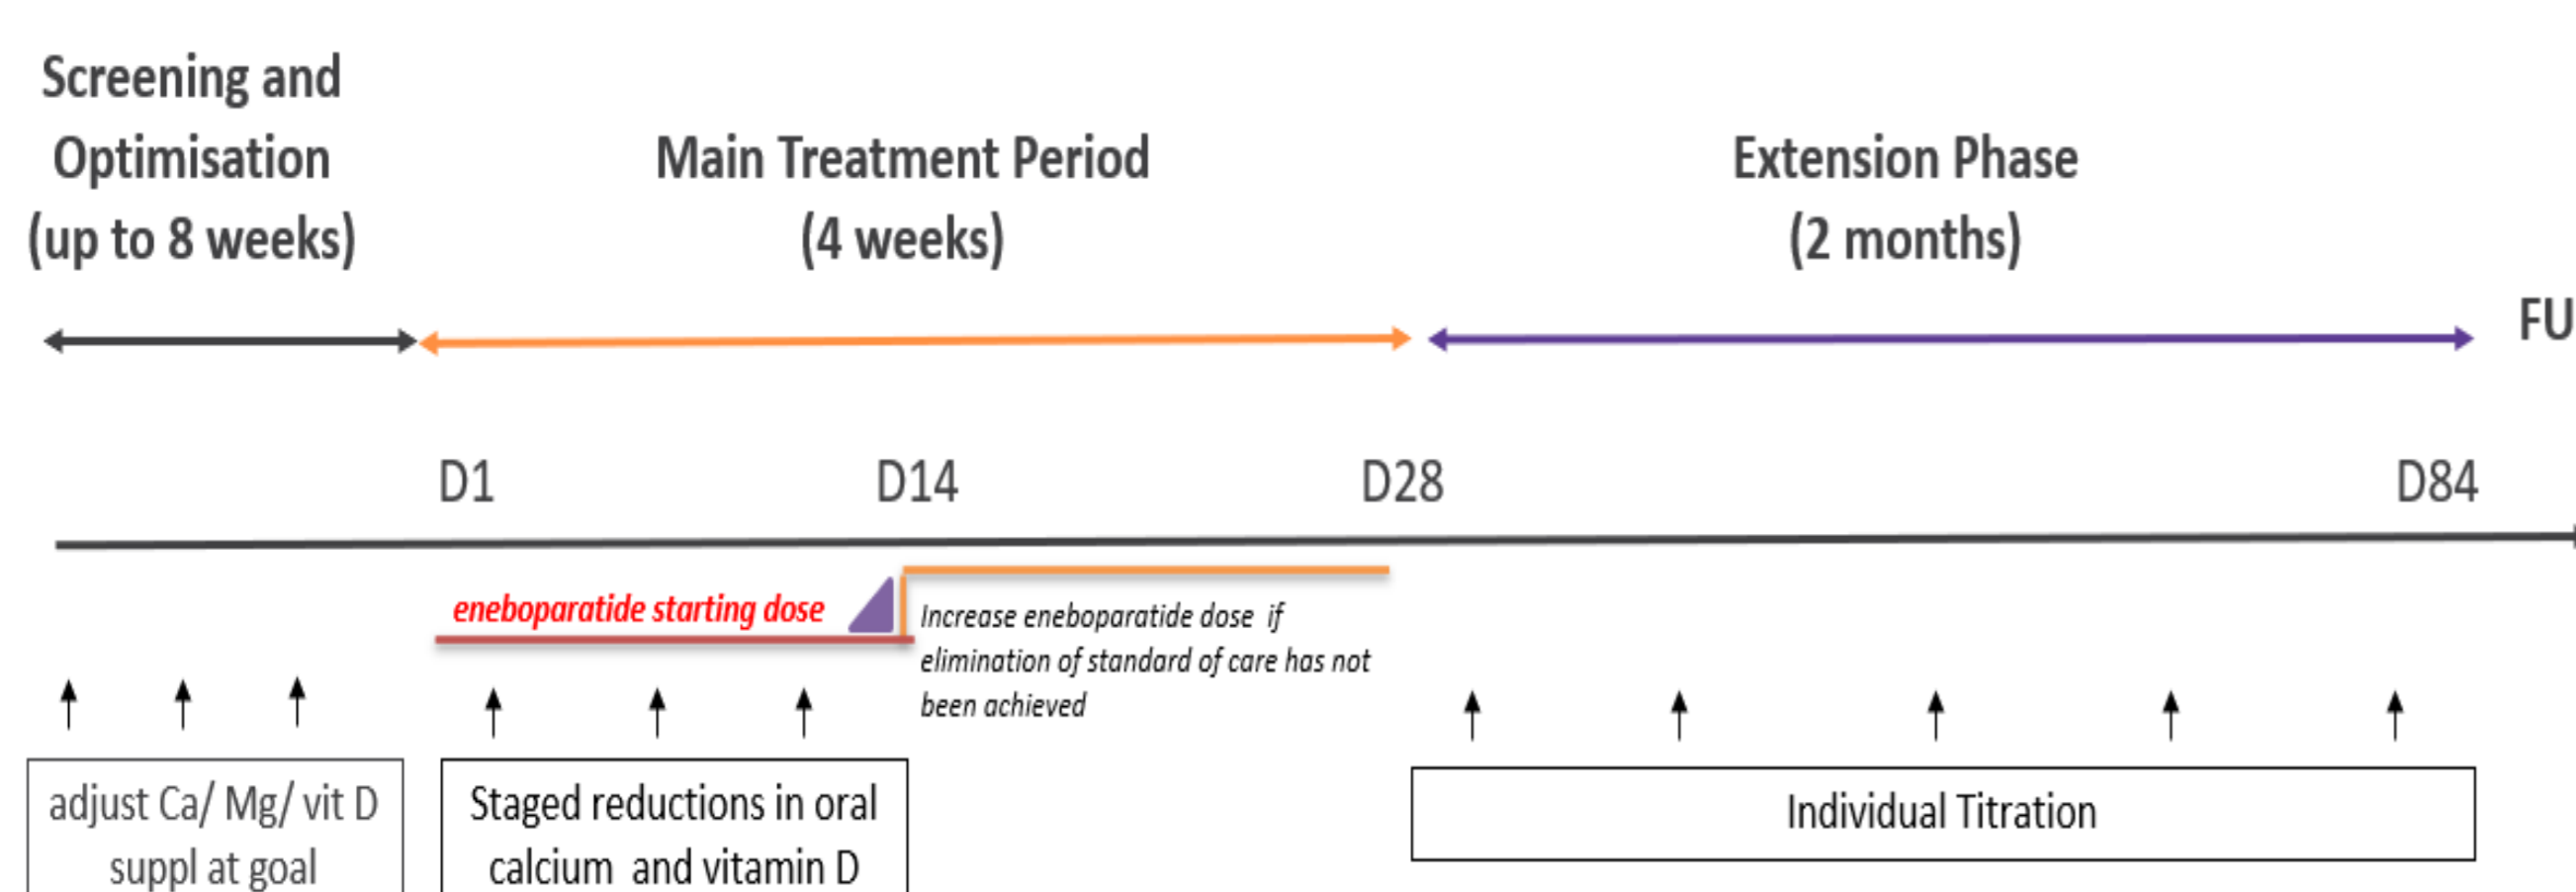 Screening and
Optimisation
(up to 8 weeks)
Main Treatment Period
(4 weeks)
Extension Phase
(2 months)
FU
D1
D14
D28
D84
eneboparatide starting dose
Increase eneboparatide dose if
elimination of standard of care has not
been achieved
adjust Ca/ Mg/ vit D
suppl at goal
Staged reductions in oral
calcium and vitamin D
Individual Titration